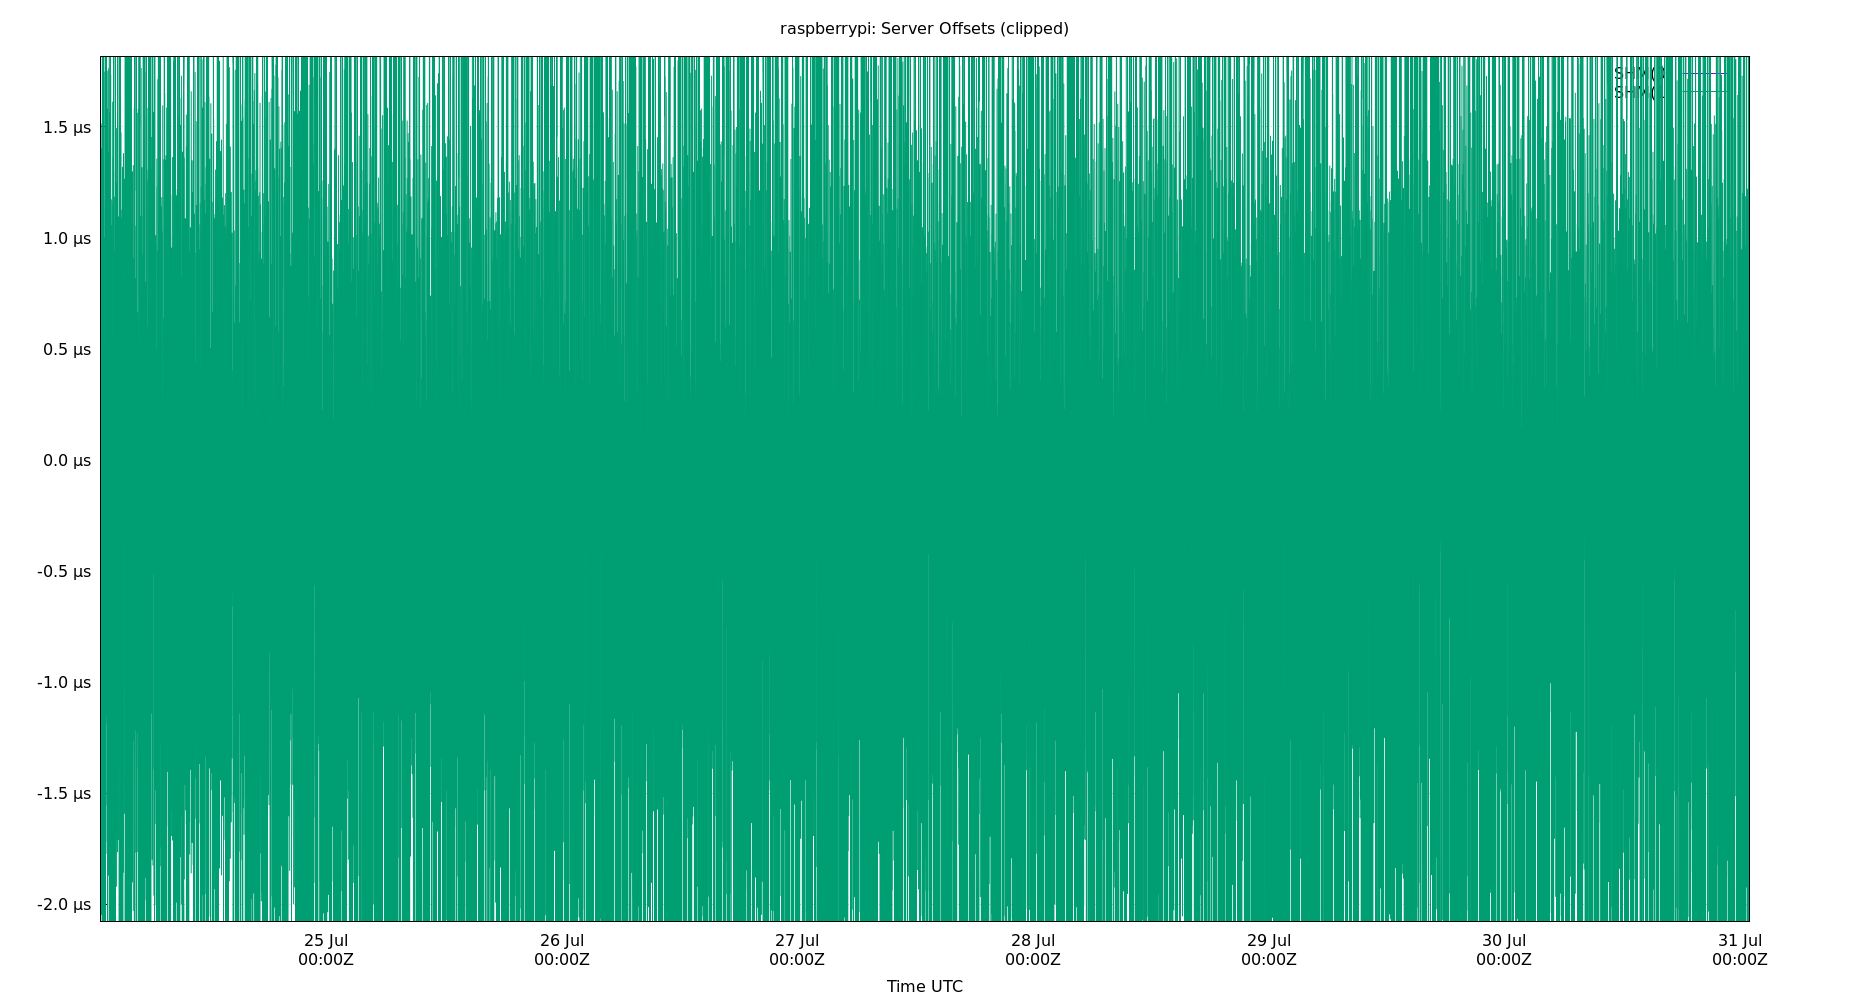 raspberrypi: Server Offsets (clipped)
1.5 µs
1.0 µs
0.5 µs
0.0 µs
-0.5 µs
-1.0 µs
-1.5 µs
-2.0 µs
25 Jul
00:00Z
26 Jul
00:00Z
27 Jul
00:00Z
28 Jul
00:00Z
29 Jul
00:00Z
30 Jul
00:00Z
31 Jul
00:00Z
Time UTC